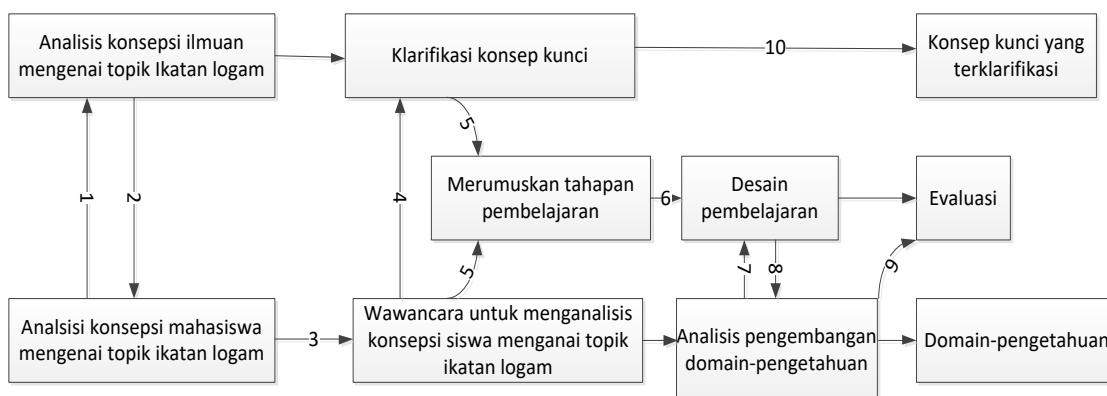 Analisis konsepsi ilmuan
mengenai topik Ikatan logam
Klarifikasi konsep kunci
10
Konsep kunci yang
terklarifikasi
1
2
4
5
Merumuskan tahapan
pembelajaran
6
Desain
pembelajaran
Evaluasi
5
7
8
9
Analsisi konsepsi mahasiswa
mengenai topik ikatan logam
3
Wawancara untuk menganalisis
konsepsi siswa menganai topik
ikatan logam
Analisis pengembangan
domain-pengetahuan
Domain-pengetahuan